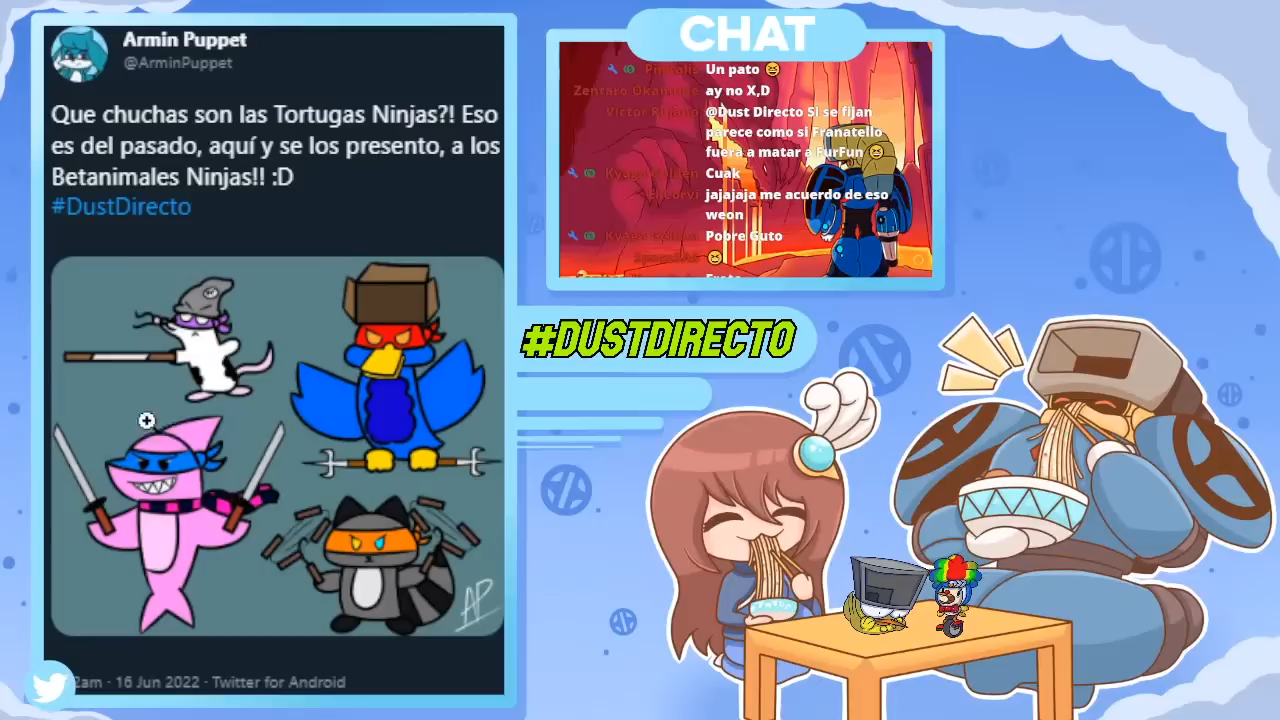 Armin Puppet
@ArminPuppet
Que chuchas son las Tortugas Ninjas?! Eso
es del pasado, aquí y se los presento, a los
Betanimales Ninjas!! :D
#DustDirecto
AP
2am · 16 Jun 2022 · Twitter for Android
CHAT
Un pato 😆
ay no X,D
@Dust Directo Si se fijan
parece como si Franatello
fuera a matar a FurFun 😆
Cuak
jajajaja me acuerdo de eso
weon
Pobre Guto
😆
#DUSTDIRECTO